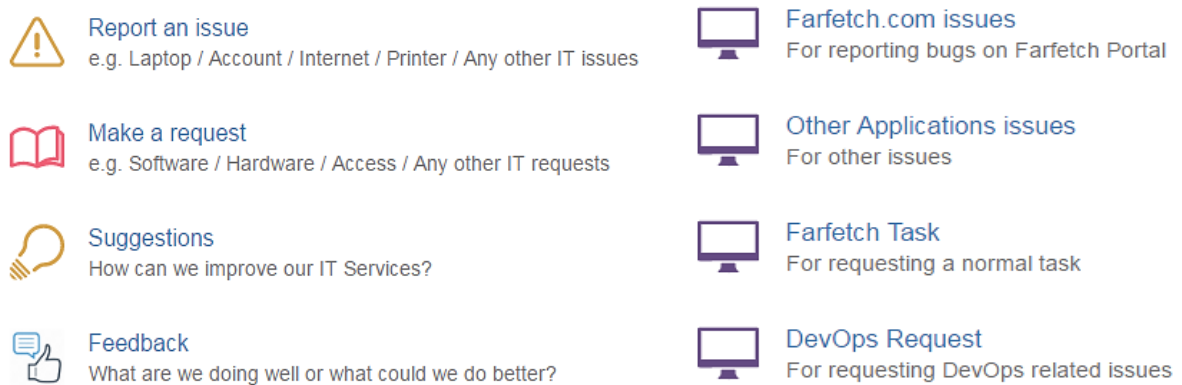 Report an issue
e.g. Laptop / Account / Internet / Printer / Any other IT issues
Make a request
e.g. Software / Hardware / Access / Any other IT requests
Suggestions
How can we improve our IT Services?
Feedback
What are we doing well or what could we do better?
Farfetch.com issues
For reporting bugs on Farfetch Portal
Other Applications issues
For other issues
Farfetch Task
For requesting a normal task
DevOps Request
For requesting DevOps related issues